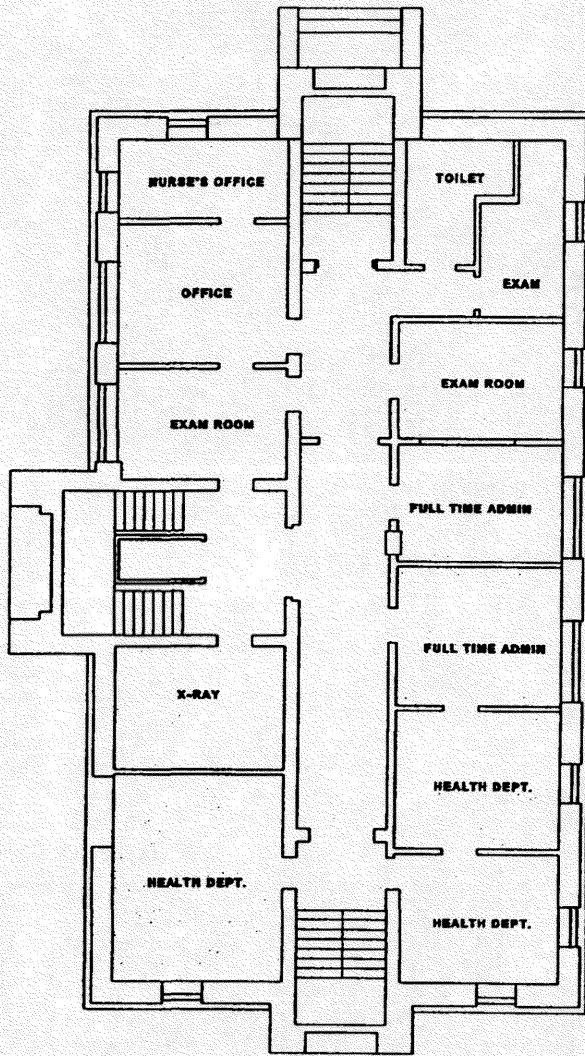 NURSE'S OFFICE
TOILET
OFFICE
EXAM
EXAM ROOM
EXAM ROOM
FULL TIME ADMIN
FULL TIME ADMIN
X-RAY
HEALTH DEPT.
HEALTH DEPT.
HEALTH DEPT.